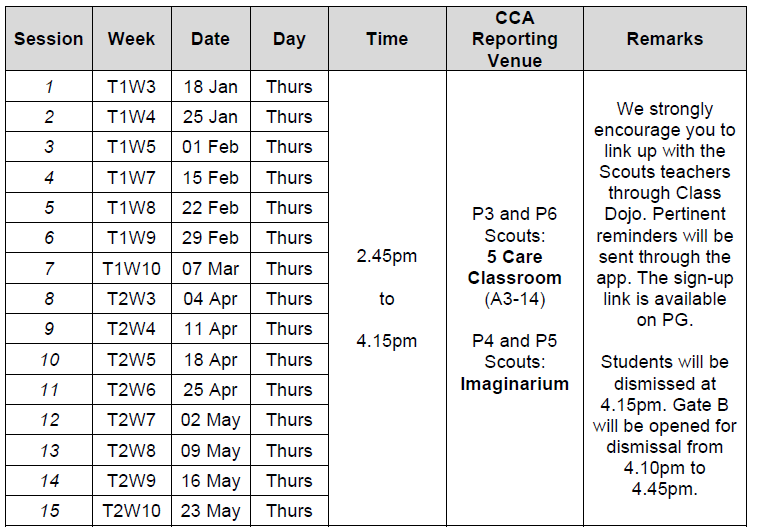 Session Week Date Day Time CCA Reporting Venue Remarks
1 T1W3 18 Jan Thurs
2 T1W4 25 Jan Thurs
3 T1W5 01 Feb Thurs
4 T1W7 15 Feb Thurs
5 T1W8 22 Feb Thurs
6 T1W9 29 Feb Thurs
7 T1W10 07 Mar Thurs
8 T2W3 04 Apr Thurs
9 T2W4 11 Apr Thurs
10 T2W5 18 Apr Thurs
11 T2W6 25 Apr Thurs
12 T2W7 02 May Thurs
13 T2W8 09 May Thurs
14 T2W9 16 May Thurs
15 T2W10 23 May Thurs
2.45pm
to
4.15pm
P3 and P6
Scouts:
5 Care
Classroom
(A3-14)
P4 and P5
Scouts:
Imaginarium
We strongly
encourage you to
link up with the
Scouts teachers
through Class
Dojo. Pertinent
reminders will be
sent through the
app. The sign-up
link is available
on PG.
Students will be
dismissed at
4.15pm. Gate B
will be opened for
dismissal from
4.10pm to
4.45pm.